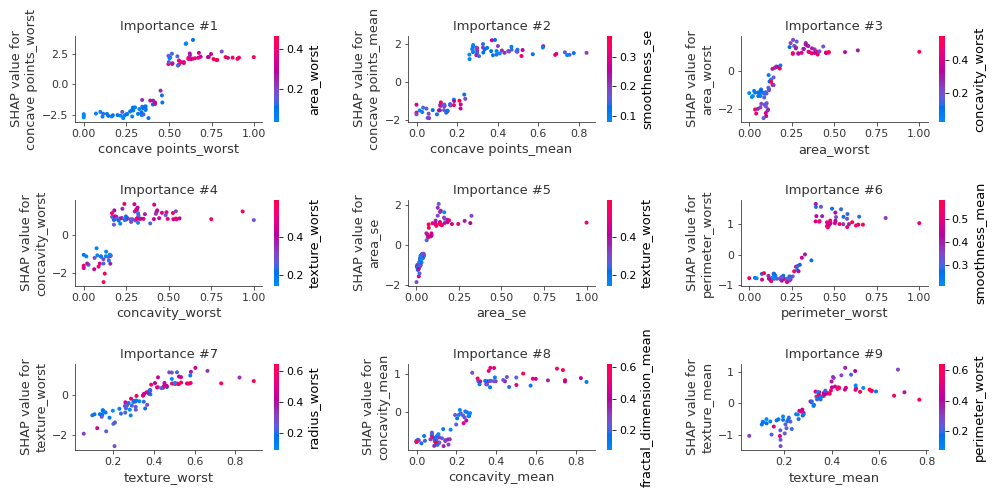 Importance #1
SHAP value for
concave points_worst
2.5
0.0
−2.5
0.00
0.25
0.50
0.75
1.00
concave points_worst
0.4
0.2
area_worst
Importance #2
SHAP value for
concave points_mean
2
0
−2
0.0
0.2
0.4
0.6
0.8
concave points_mean
0.3
0.2
0.1
smoothness_se
Importance #3
SHAP value for
area_worst
0
−2
0.00
0.25
0.50
0.75
1.00
area_worst
0.4
0.2
concavity_worst
Importance #4
SHAP value for
concavity_worst
0
−2
0.00
0.25
0.50
0.75
1.00
concavity_worst
0.4
0.2
texture_worst
Importance #5
SHAP value for
area_se
2
0
−2
0.00
0.25
0.50
0.75
1.00
area_se
0.4
0.2
texture_worst
Importance #6
SHAP value for
perimeter_worst
1
0
−1
0.00
0.25
0.50
0.75
1.00
perimeter_worst
0.5
0.4
0.3
smoothness_mean
Importance #7
SHAP value for
texture_worst
0
−2
0.2
0.4
0.6
0.8
texture_worst
0.6
0.4
0.2
radius_worst
Importance #8
SHAP value for
concavity_mean
1
0
0.0
0.2
0.4
0.6
0.8
concavity_mean
0.6
0.4
0.2
fractal_dimension_mean
Importance #9
SHAP value for
texture_mean
1
0
−1
0.2
0.4
0.6
0.8
texture_mean
0.6
0.4
0.2
perimeter_worst